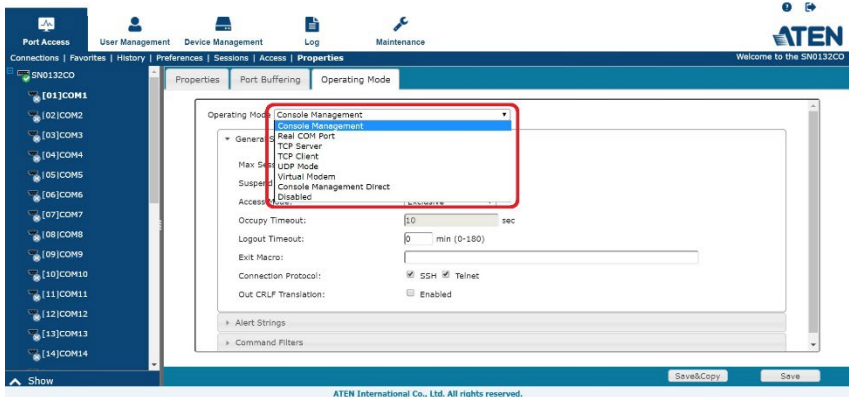 Port Access User Management Device Management Log Maintenance
ATEN
Connections | Favorites | History | Preferences | Sessions | Access | Properties Welcome to the SN0132CO
SN0132CO
[01]COM1
[02]COM2
[03]COM3
[04]COM4
[05]COM5
[06]COM6
[07]COM7
[08]COM8
[09]COM9
[10]COM10
[11]COM11
[12]COM12
[13]COM13
[14]COM14
Show
Properties Port Buffering Operating Mode
Operating Mode Console Management
Console Management
Real COM Port
TCP Server
TCP Client
UDP Mode
Virtual Modem
Console Management Direct
Disabled
General S
Max Ses
Suspend
Access Mode: Exclusive
Occupy Timeout: 10 sec
Logout Timeout: 0 min (0-180)
Exit Macro:
Connection Protocol: SSH Telnet
Out CRLF Translation: Enabled
Alert Strings
Command Filters
Save&Copy Save
ATEN International Co., Ltd. All rights reserved.